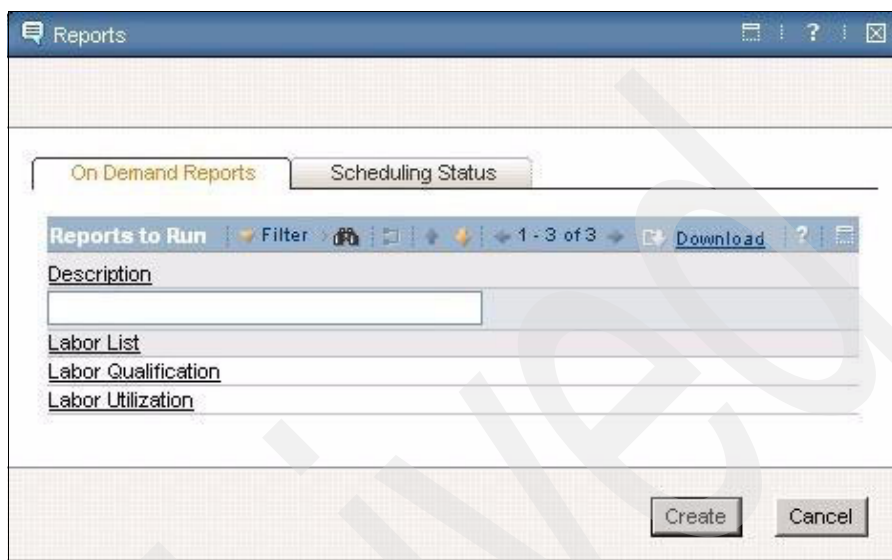 Reports ?
On Demand Reports Scheduling Status
Reports to Run Filter 1 - 3 of 3 Download ?
Description
Labor List
Labor Qualification
Labor Utilization
Create Cancel